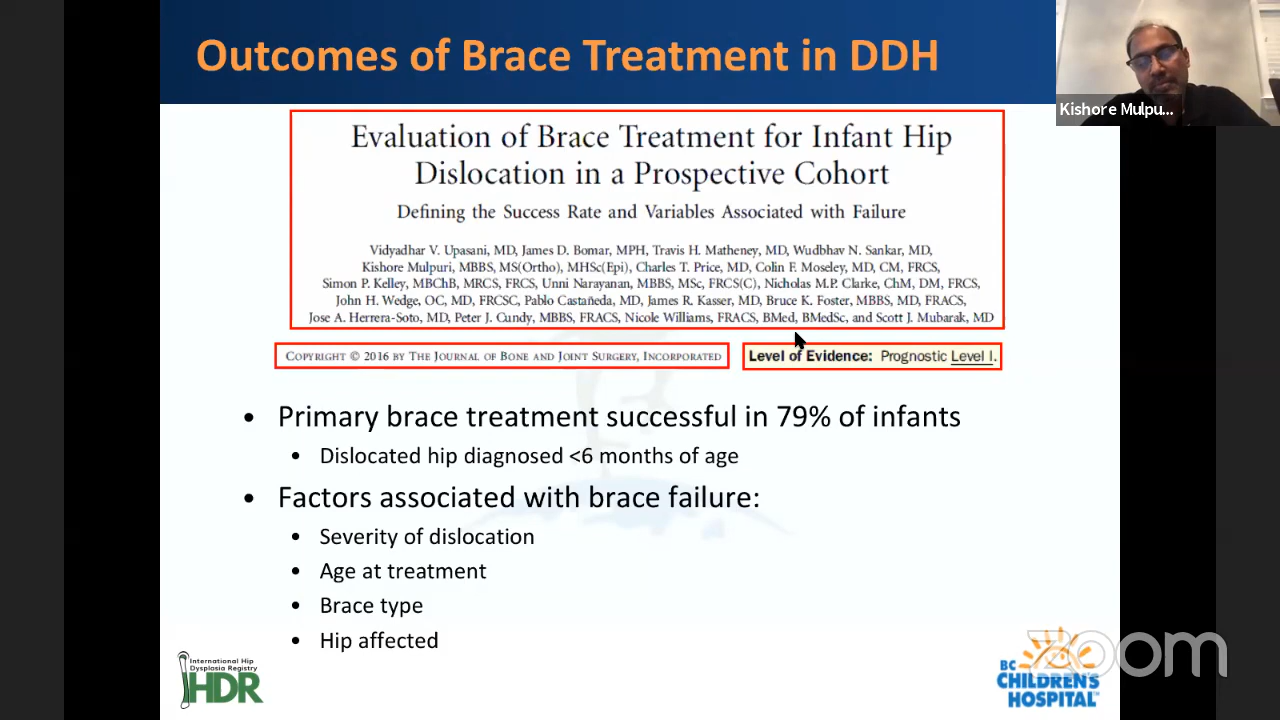 Outcomes of Brace Treatment in DDH
Kishore Mulpu...
Evaluation of Brace Treatment for Infant Hip
Dislocation in a Prospective Cohort
Defining the Success Rate and Variables Associated with Failure
Vidyadhar V. Upasani, MD, James D. Bomar, MPH, Travis H. Matheney, MD, Wudbhav N. Sankar, MD,
Kishore Mulpuri, MBBS, MS(Ortho), MHSc(Epi), Charles T. Price, MD, Colin F. Moseley, MD, CM, FRCS,
Simon P. Kelley, MBChB, MRCS, FRCS, Unni Narayanan, MBBS, MSc, FRCS(C), Nicholas M.P. Clarke, ChM, DM, FRCS,
John H. Wedge, OC, MD, FRCSC, Pablo Castañeda, MD, James R. Kasser, MD, Bruce K. Foster, MBBS, MD, FRACS,
Jose A. Herrera-Soto, MD, Peter J. Cundy, MBBS, FRACS, Nicole Williams, FRACS, BMed, BMedSc, and Scott J. Mubarak, MD
COPYRIGHT © 2016 BY THE JOURNAL OF BONE AND JOINT SURGERY, INCORPORATED
Level of Evidence: Prognostic Level I.
• Primary brace treatment successful in 79% of infants
• Dislocated hip diagnosed <6 months of age
• Factors associated with brace failure:
• Severity of dislocation
• Age at treatment
• Brace type
• Hip affected
International Hip
Dysplasia Registry
IHDR
BC
CHILDREN'S
HOSPITAL
zoom